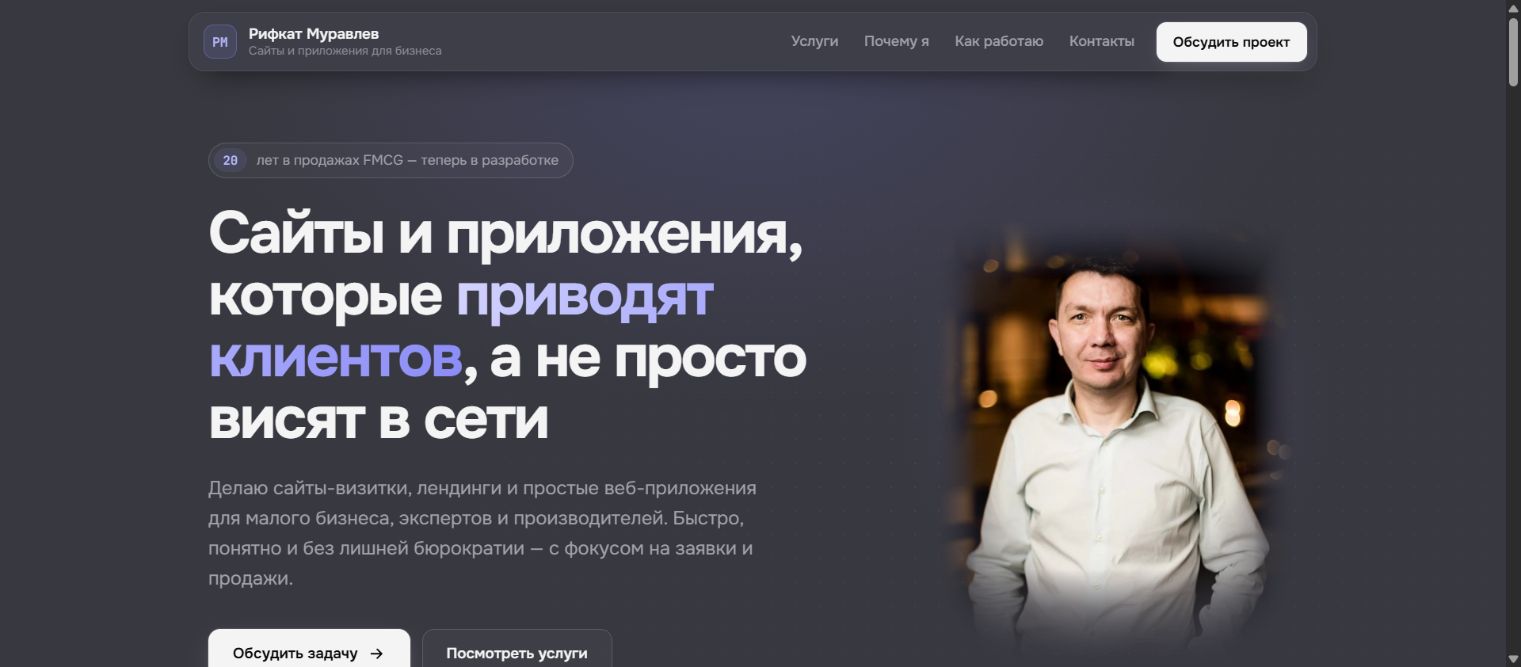 РМ
Рифкат Муравлев
Сайты и приложения для бизнеса
Услуги
Почему я
Как работаю
Контакты
Обсудить проект
20 лет в продажах FMCG — теперь в разработке
Сайты и приложения,
которые приводят
клиентов, а не просто
висят в сети
Делаю сайты-визитки, лендинги и простые веб-приложения
для малого бизнеса, экспертов и производителей. Быстро,
понятно и без лишней бюрократии — с фокусом на заявки и
продажи.
Обсудить задачу →
Посмотреть услуги